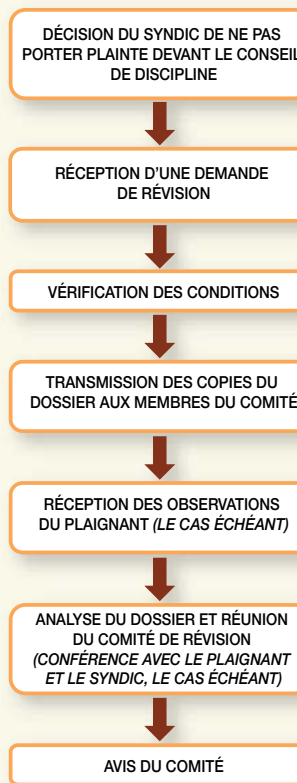 DÉCISION DU SYNDIC DE NE PAS
PORTER PLAINTE DEVANT LE CONSEIL
DE DISCIPLINE
RÉCEPTION D'UNE DEMANDE
DE RÉVISION
VÉRIFICATION DES CONDITIONS
TRANSMISSION DES COPIES DU
DOSSIER AUX MEMBRES DU COMITÉ
RÉCEPTION DES OBSERVATIONS
DU PLAIGNANT (LE CAS ÉCHÉANT)
ANALYSE DU DOSSIER ET RÉUNION
DU COMITÉ DE RÉVISION
(CONFÉRENCE AVEC LE PLAIGNANT
ET LE SYNDIC, LE CAS ÉCHÉANT)
AVIS DU COMITÉ